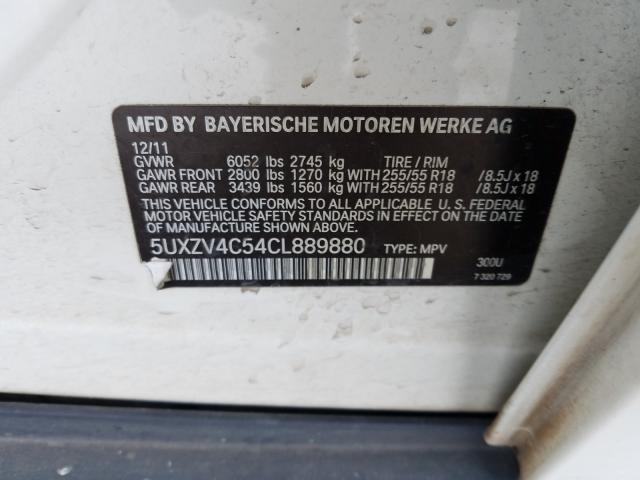 MFD BY BAYERISCHE MOTOREN WERKE AG
12/11
GVWR 6052 lbs 2745 kg TIRE / RIM
GAWR FRONT 2800 lbs 1270 kg WITH 255/55 R18 /8.5J x 18
GAWR REAR 3439 lbs 1560 kg WITH 255/55 R18 /8.5J x 18
THIS VEHICLE CONFORMS TO ALL APPLICABLE U. S. FEDERAL
MOTOR VEHICLE SAFETY STANDARDS IN EFFECT ON THE
DATE OF MANUFACTURE SHOWN ABOVE.
5UXZV4C54CL889880 TYPE: MPV
300U
7 320 729